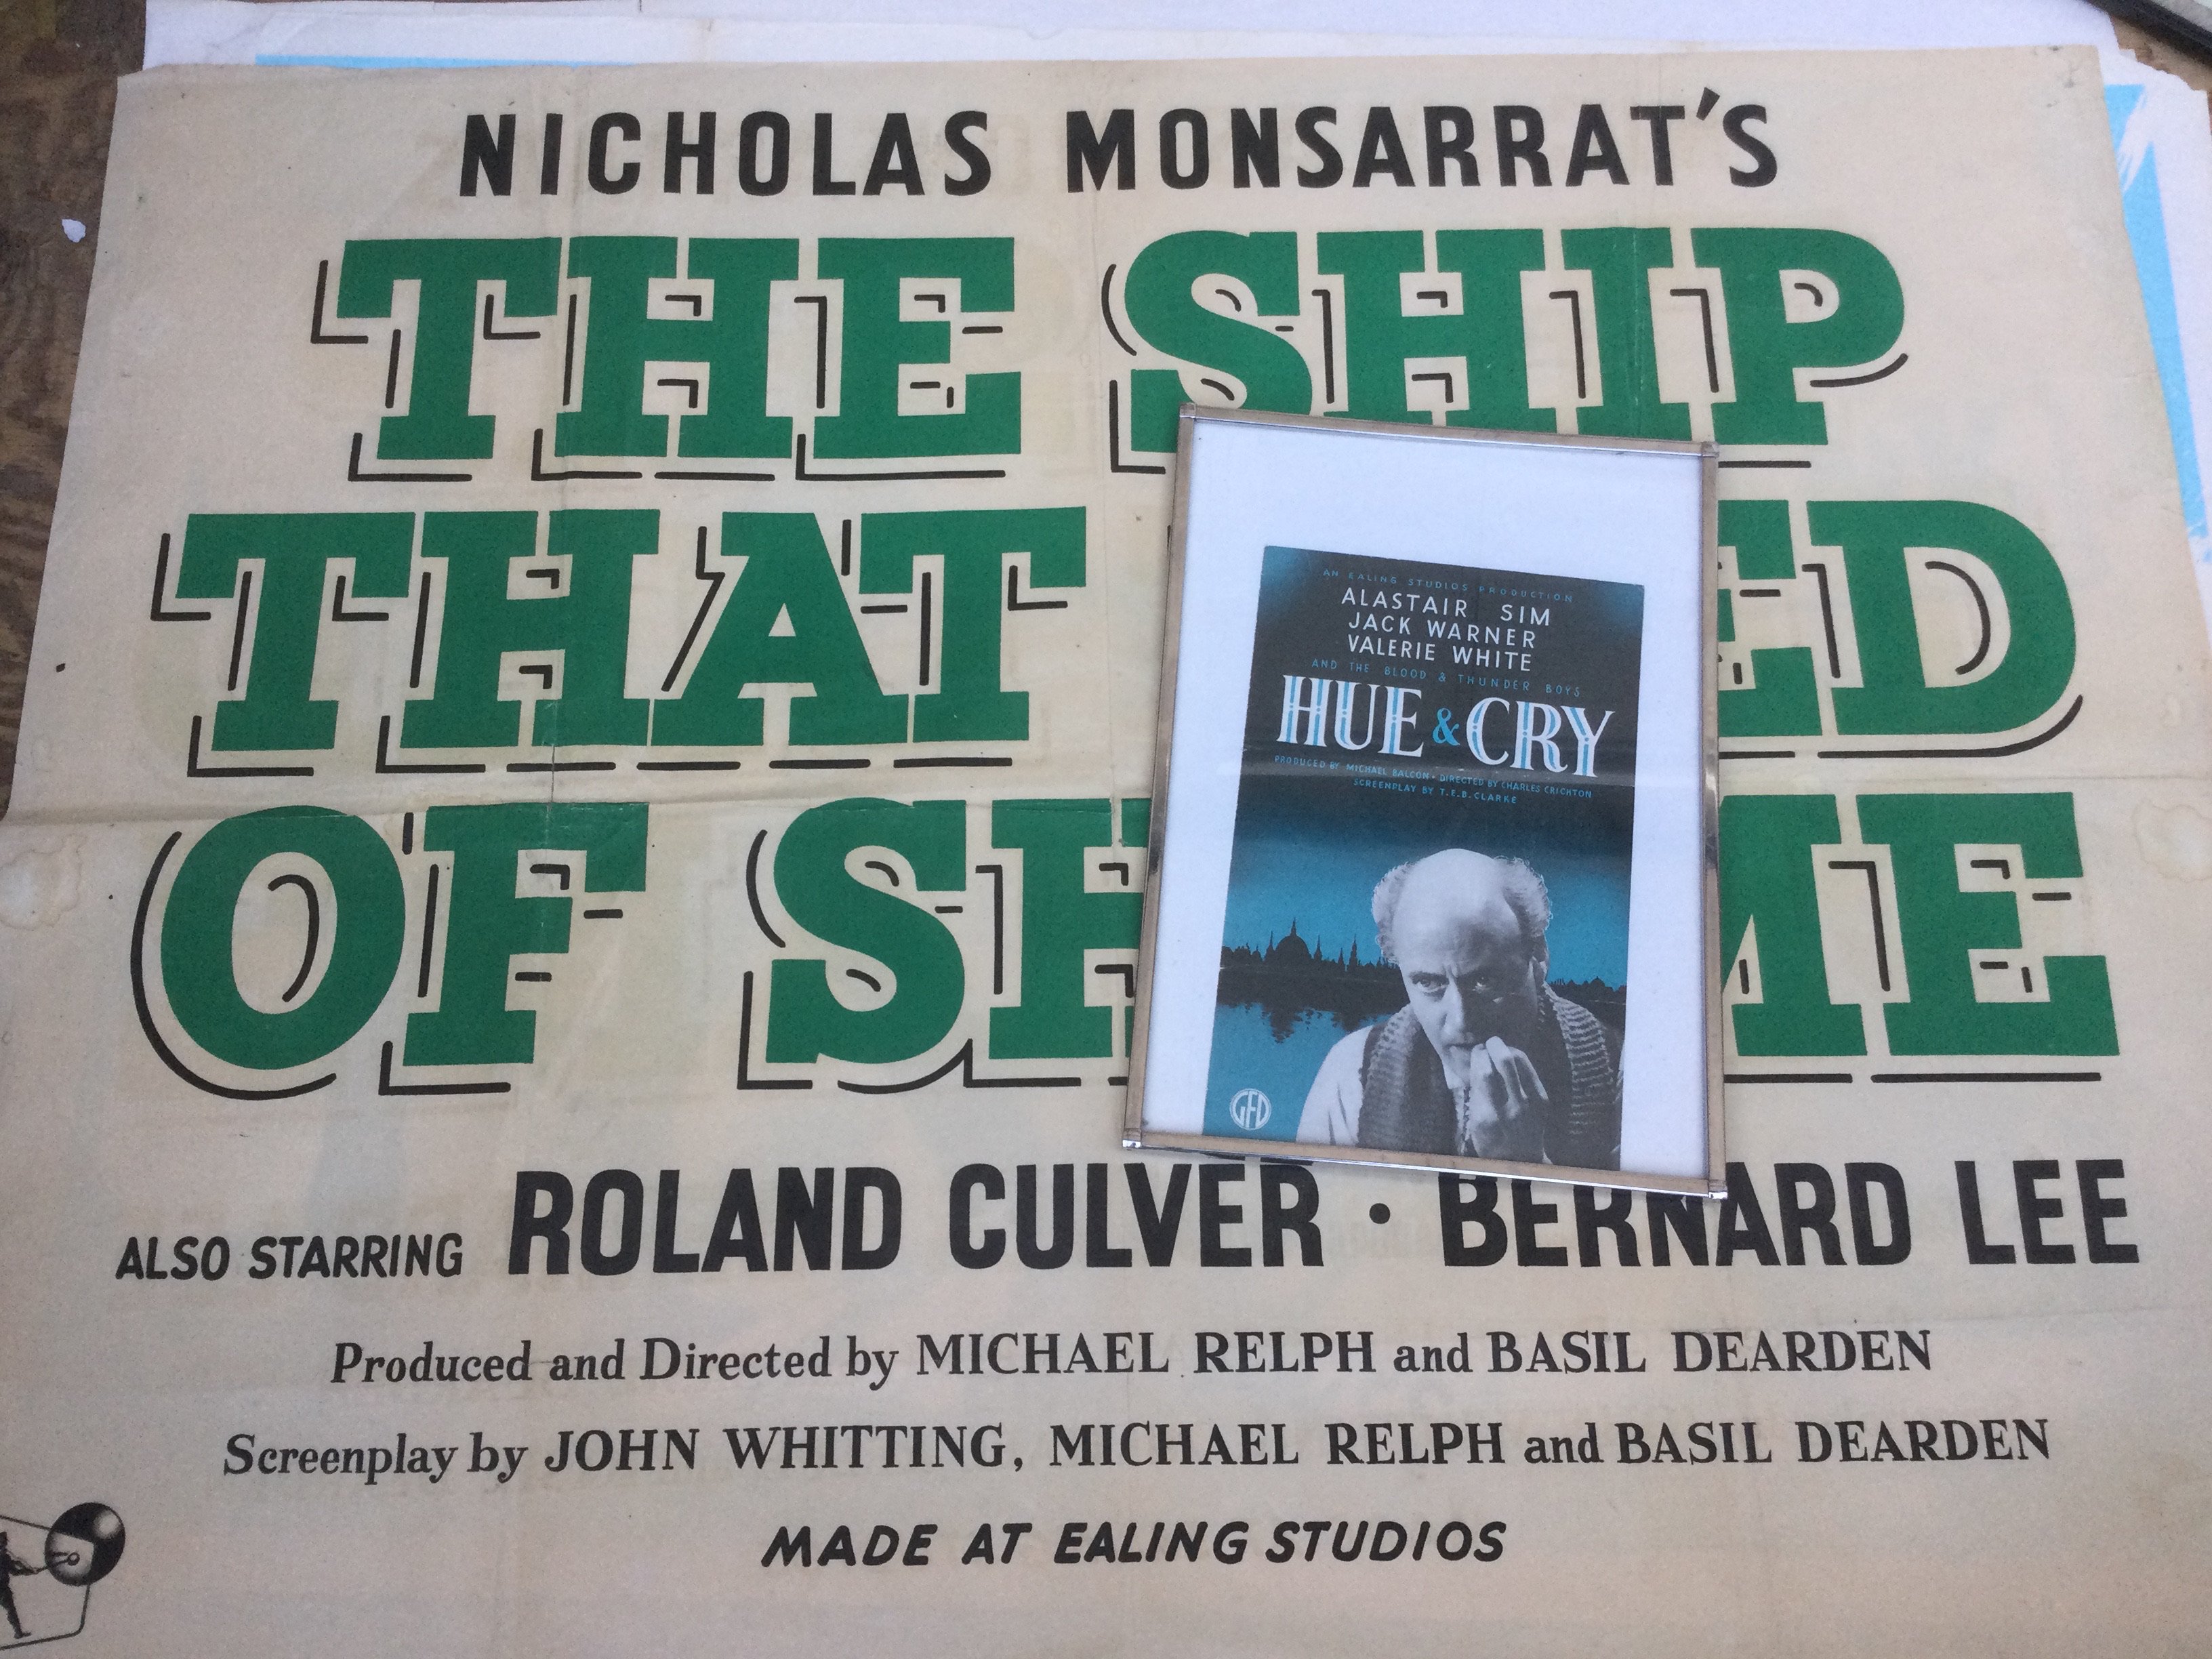 NICHOLAS MONSARRAT'S
THE SHIP
THAT ED
OF SH ME
ALSO STARRING ROLAND CULVER · BERNARD LEE
Produced and Directed by MICHAEL RELPH and BASIL DEARDEN
Screenplay by JOHN WHITTING, MICHAEL RELPH and BASIL DEARDEN
MADE AT EALING STUDIOS
AN EALING STUDIOS PRODUCTION
ALASTAIR SIM
JACK WARNER
VALERIE WHITE
AND THE BLOOD & THUNDER BOYS
HUE & CRY
PRODUCED BY MICHAEL BALCON · DIRECTED BY CHARLES CRICHTON
SCREENPLAY BY T.E.B. CLARKE
GFD